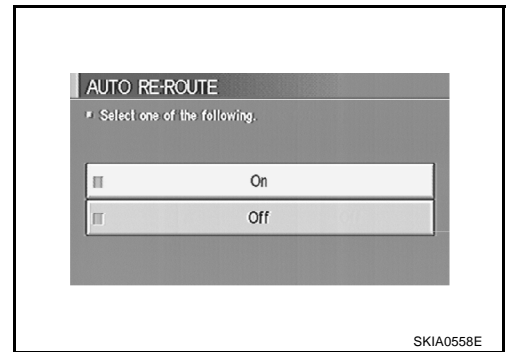 AUTO RE-ROUTE
Select one of the following.
On
Off
SKIA0558E